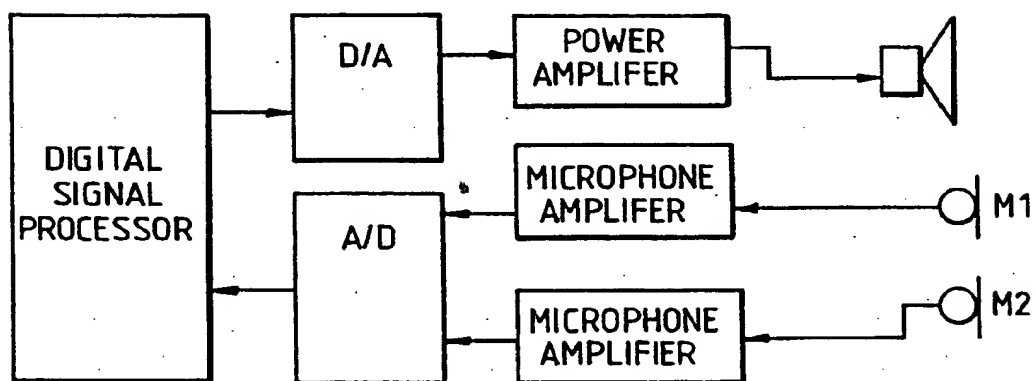 DIGITAL
SIGNAL
PROCESSOR
D/A
POWER
AMPLIFER
MICROPHONE
AMPLIFER
M1
A/D
MICROPHONE
AMPLIFIER
M2